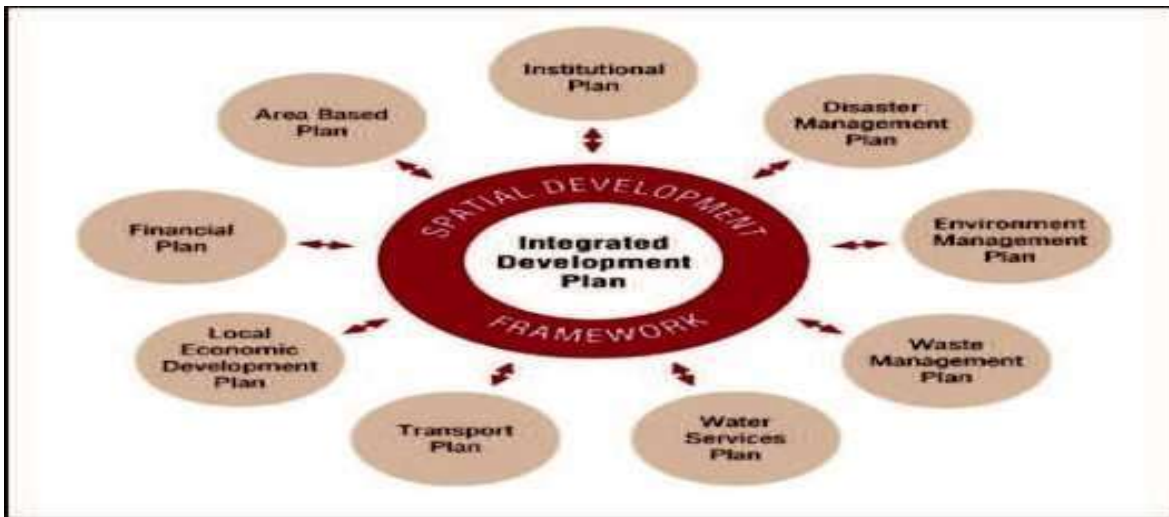 Institutional
Plan
Area Based
Plan
Disaster
Management
Plan
Financial
Plan
SPATIAL DEVELOPMENT
Integrated
Development
Plan
FRAMEWORK
Environment
Management
Plan
Local
Economic
Development
Plan
Waste
Management
Plan
Transport
Plan
Water
Services
Plan